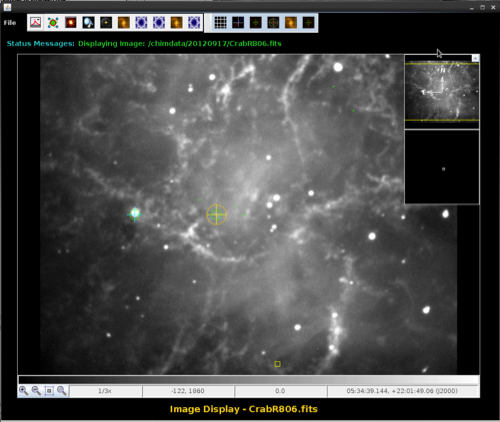 File
Status Messages: Displaying Image: /chimdata/20120917/CrabR806.fits
1/3x
-122, 1860
0.0
05:34:39.144, +22:01:49.06 (J2000)
Image Display - CrabR806.fits